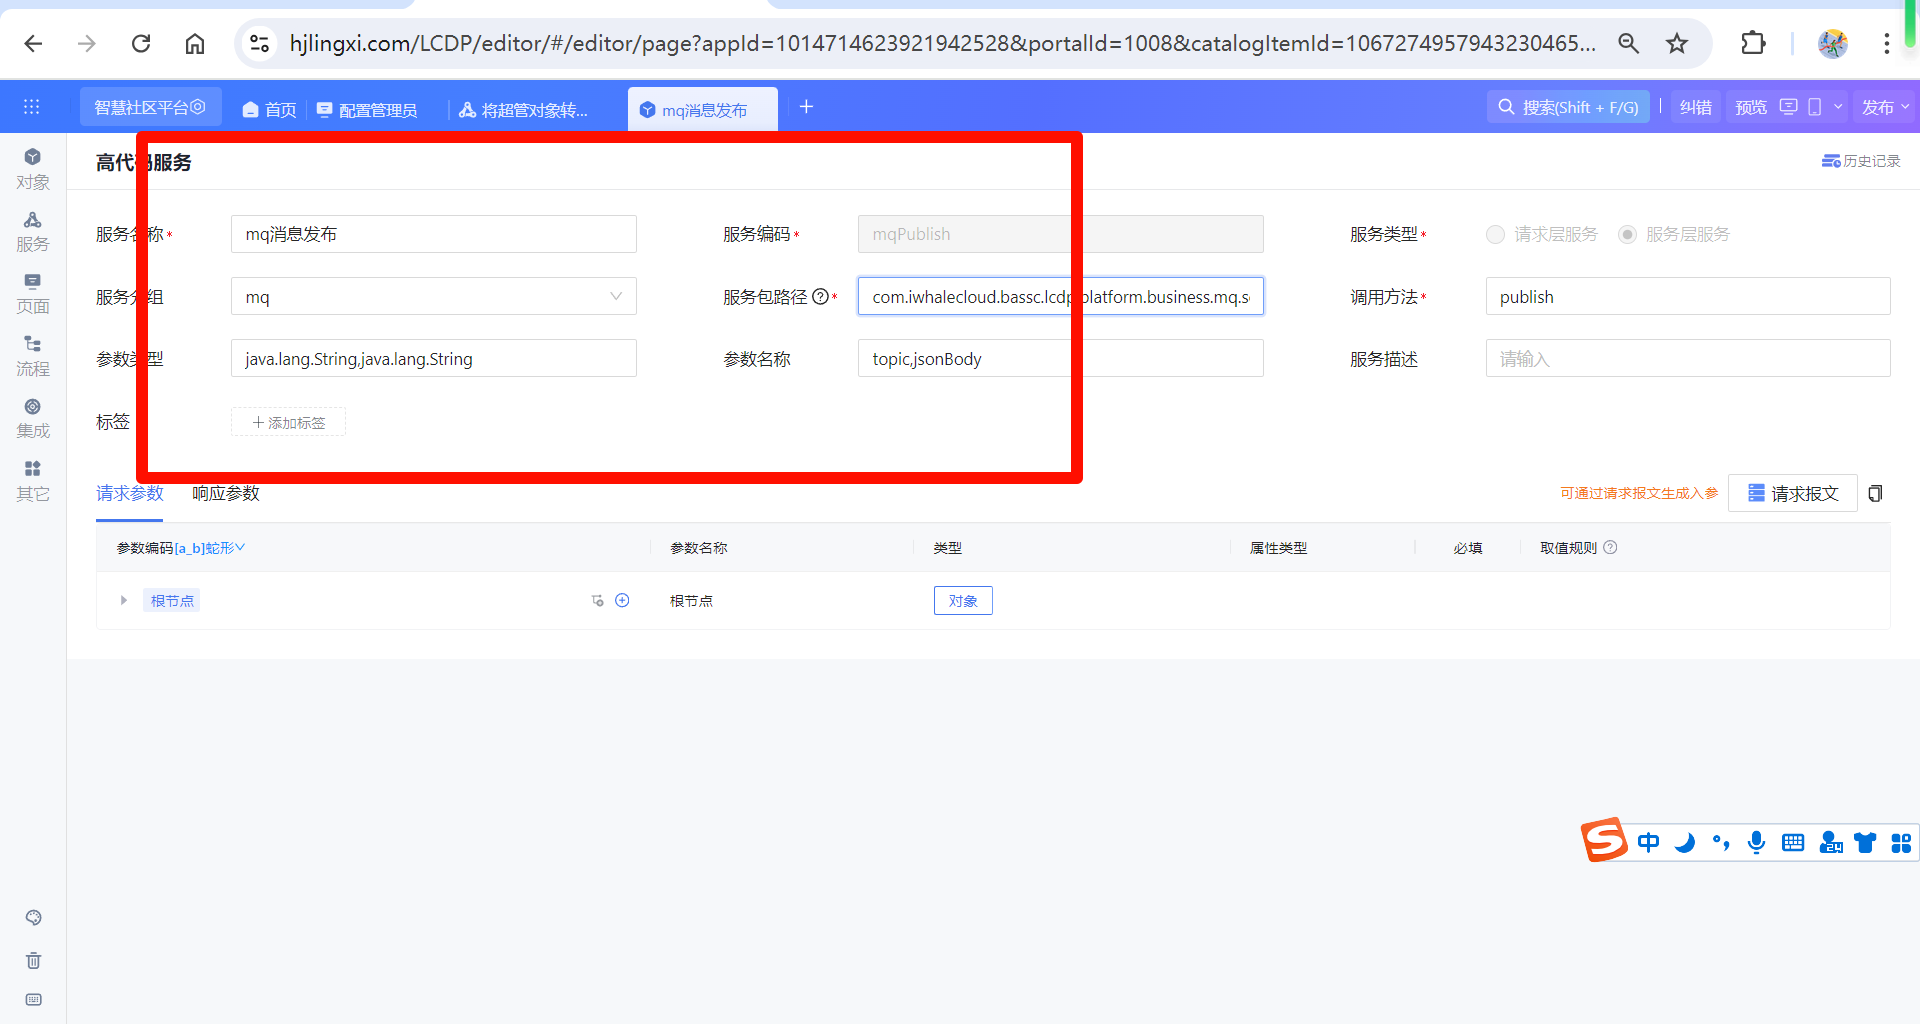 hjlingxi.com/LCDP/editor/#/editor/page?appId=1014714623921942528&portalId=1008&catalogItemId=1067274957943230465...
智慧社区平台 首页 配置管理员 将超管对象转... mq消息发布 搜索(Shift + F/G) 纠错 预览 发布
高代码服务 历史记录
对象
服务
页面
流程
集成
其它
服务名称* mq消息发布 服务编码* mqPublish 服务类型* 请求层服务 服务层服务
服务分组 mq 服务包路径* com.iwhalecloud.bassc.lcdp.platform.business.mq.s 调用方法* publish
参数类型 java.lang.String,java.lang.String 参数名称 topic,jsonBody 服务描述 请输入
标签 添加标签
请求参数 响应参数 可通过请求报文生成入参 请求报文
参数编码[a_b]蛇形 参数名称 类型 属性类型 必填 取值规则
根节点 根节点 对象
S 中 24